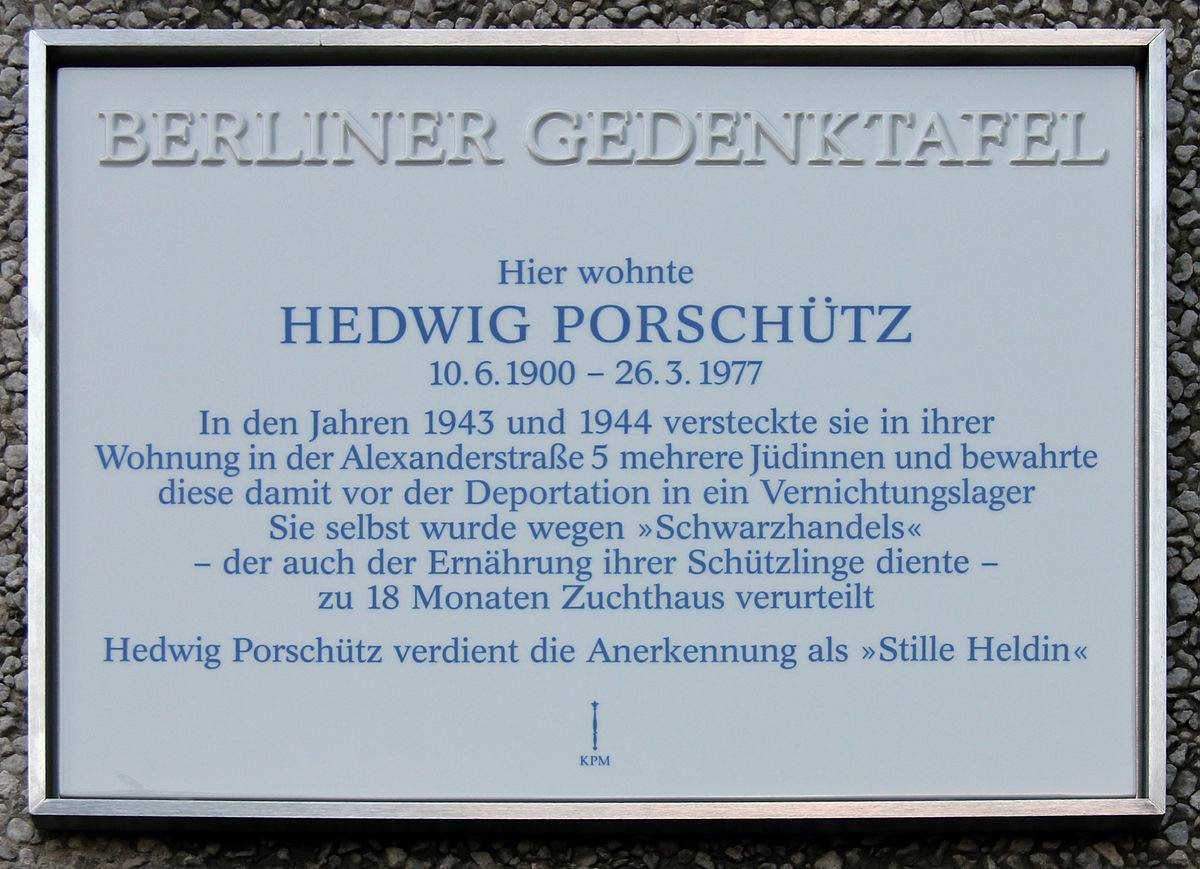 BERLINER GEDENKTAFEL
Hier wohnte
HEDWIG PORSCHÜTZ
10.6.1900 – 26.3.1977
In den Jahren 1943 und 1944 versteckte sie in ihrer
Wohnung in der Alexanderstraße 5 mehrere Jüdinnen und bewahrte
diese damit vor der Deportation in ein Vernichtungslager
Sie selbst wurde wegen »Schwarzhandels«
– der auch der Ernährung ihrer Schützlinge diente –
zu 18 Monaten Zuchthaus verurteilt
Hedwig Porschütz verdient die Anerkennung als »Stille Heldin«
KPM